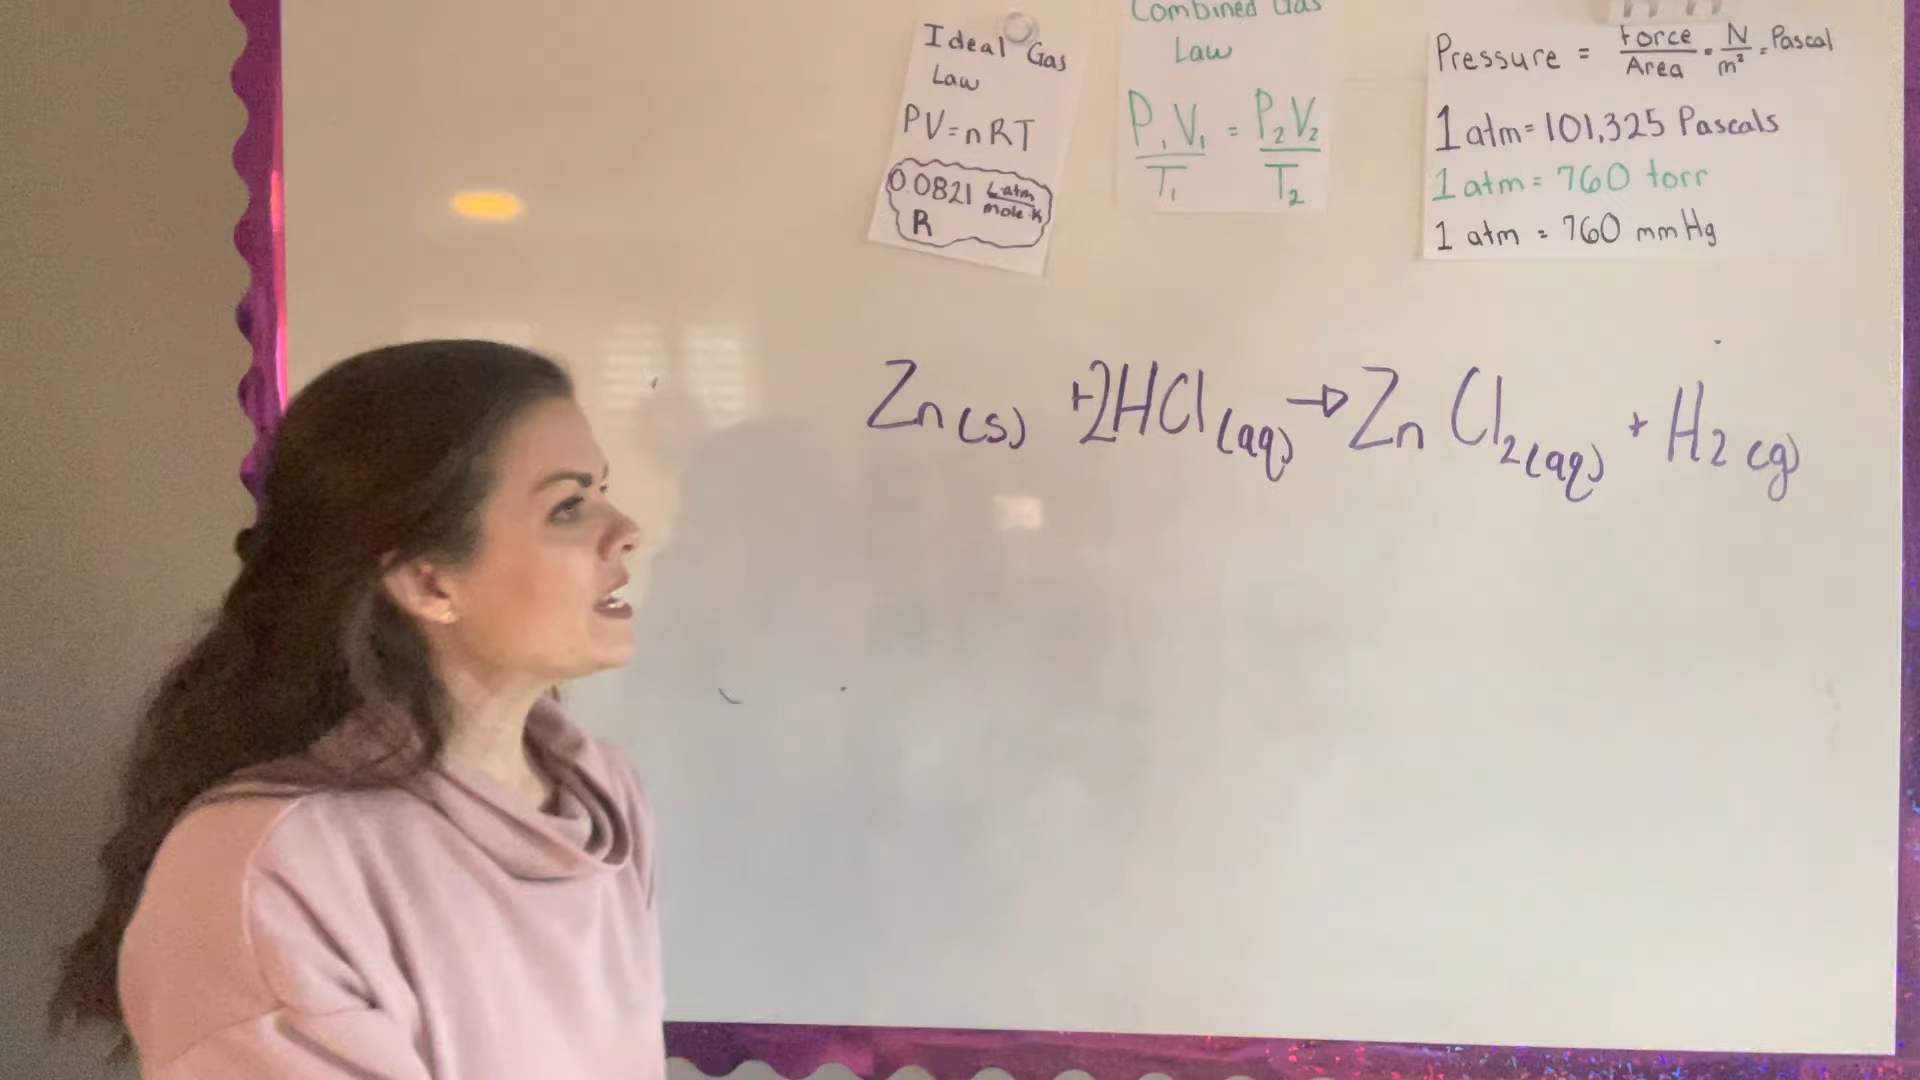 Ideal Gas
Law
PV=nRT
0.0821 L·atm/mole·K
R
Combined Gas
Law
P₁V₁/T₁ = P₂V₂/T₂
Pressure = Force/Area = N/m² = Pascal
1 atm = 101,325 Pascals
1 atm = 760 torr
1 atm = 760 mmHg
Zn(s) + 2HCl(aq) → ZnCl₂(aq) + H₂(g)